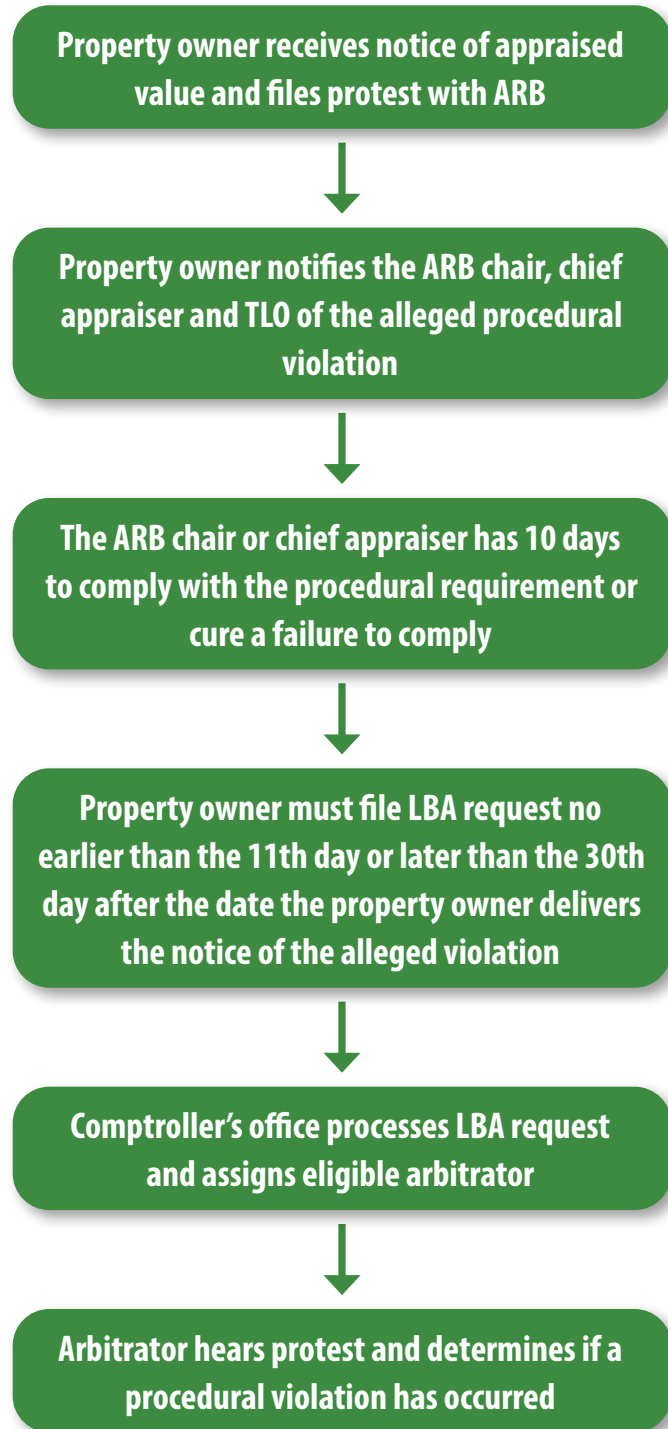 Property owner receives notice of appraised
value and files protest with ARB
Property owner notifies the ARB chair, chief
appraiser and TLO of the alleged procedural
violation
The ARB chair or chief appraiser has 10 days
to comply with the procedural requirement or
cure a failure to comply
Property owner must file LBA request no
earlier than the 11th day or later than the 30th
day after the date the property owner delivers
the notice of the alleged violation
Comptroller’s office processes LBA request
and assigns eligible arbitrator
Arbitrator hears protest and determines if a
procedural violation has occurred